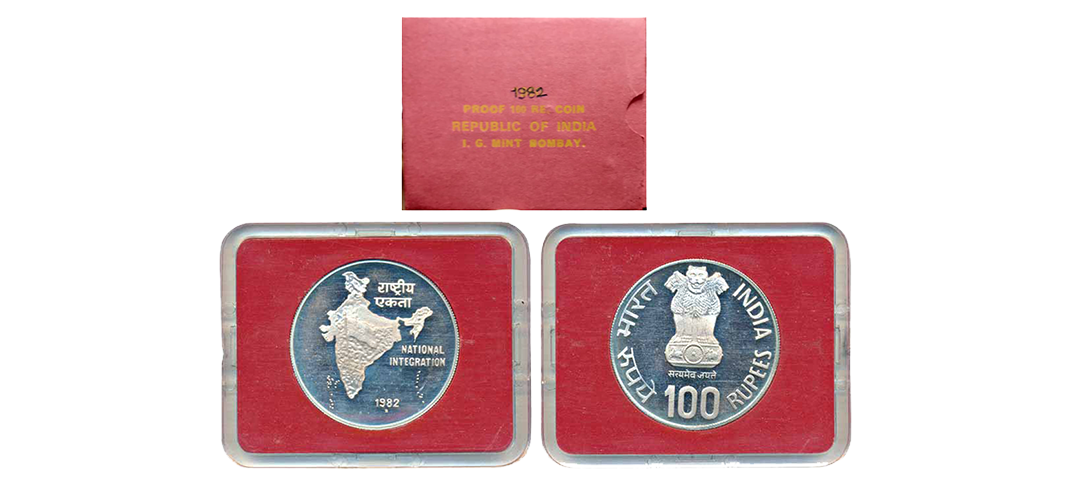 1982
PROOF 100 RE. COIN
REPUBLIC OF INDIA
I. G. MINT BOMBAY.
राष्ट्रीय
एकता
NATIONAL
INTEGRATION
1982
भारत INDIA
रुपये RUPEES
सत्यमेव जयते
100